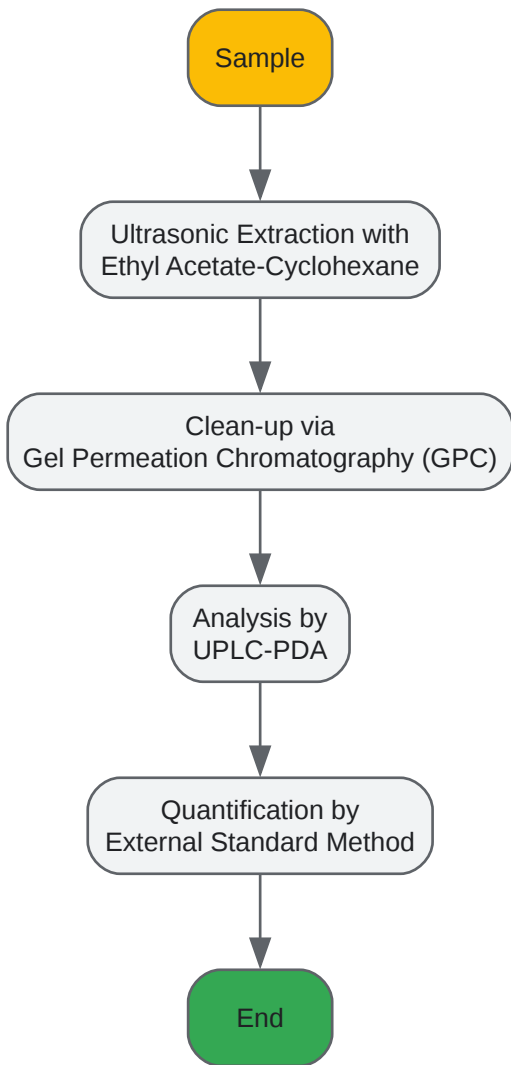 Sample
Ultrasonic Extraction with
Ethyl Acetate-Cyclohexane
Clean-up via
Gel Permeation Chromatography (GPC)
Analysis by
UPLC-PDA
Quantification by
External Standard Method
End